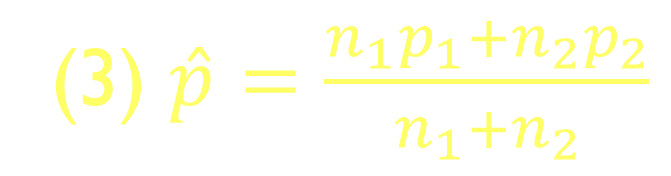 (3) p̂ = (n₁p₁+n₂p₂)/(n₁+n₂)